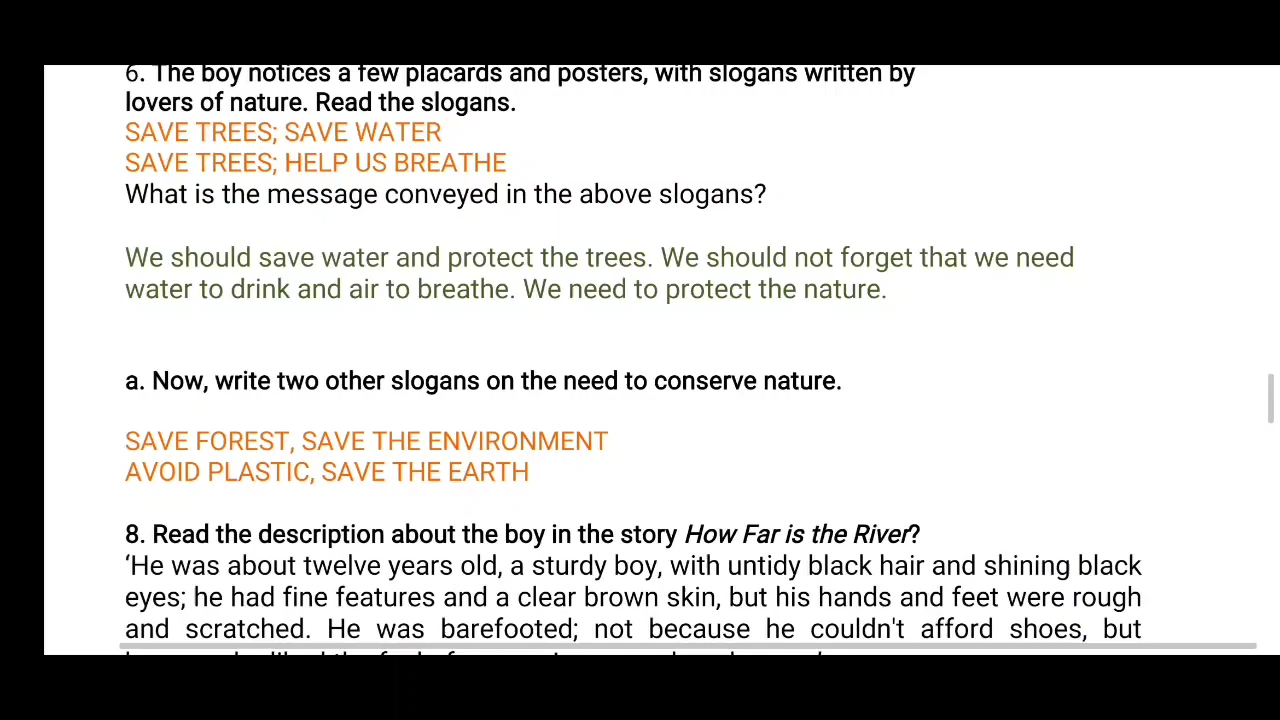 6. The boy notices a few placards and posters, with slogans written by
lovers of nature. Read the slogans.
SAVE TREES; SAVE WATER
SAVE TREES; HELP US BREATHE
What is the message conveyed in the above slogans?
We should save water and protect the trees. We should not forget that we need
water to drink and air to breathe. We need to protect the nature.
a. Now, write two other slogans on the need to conserve nature.
SAVE FOREST, SAVE THE ENVIRONMENT
AVOID PLASTIC, SAVE THE EARTH
8. Read the description about the boy in the story How Far is the River?
‘He was about twelve years old, a sturdy boy, with untidy black hair and shining black
eyes; he had fine features and a clear brown skin, but his hands and feet were rough
and scratched. He was barefooted; not because he couldn't afford shoes, but